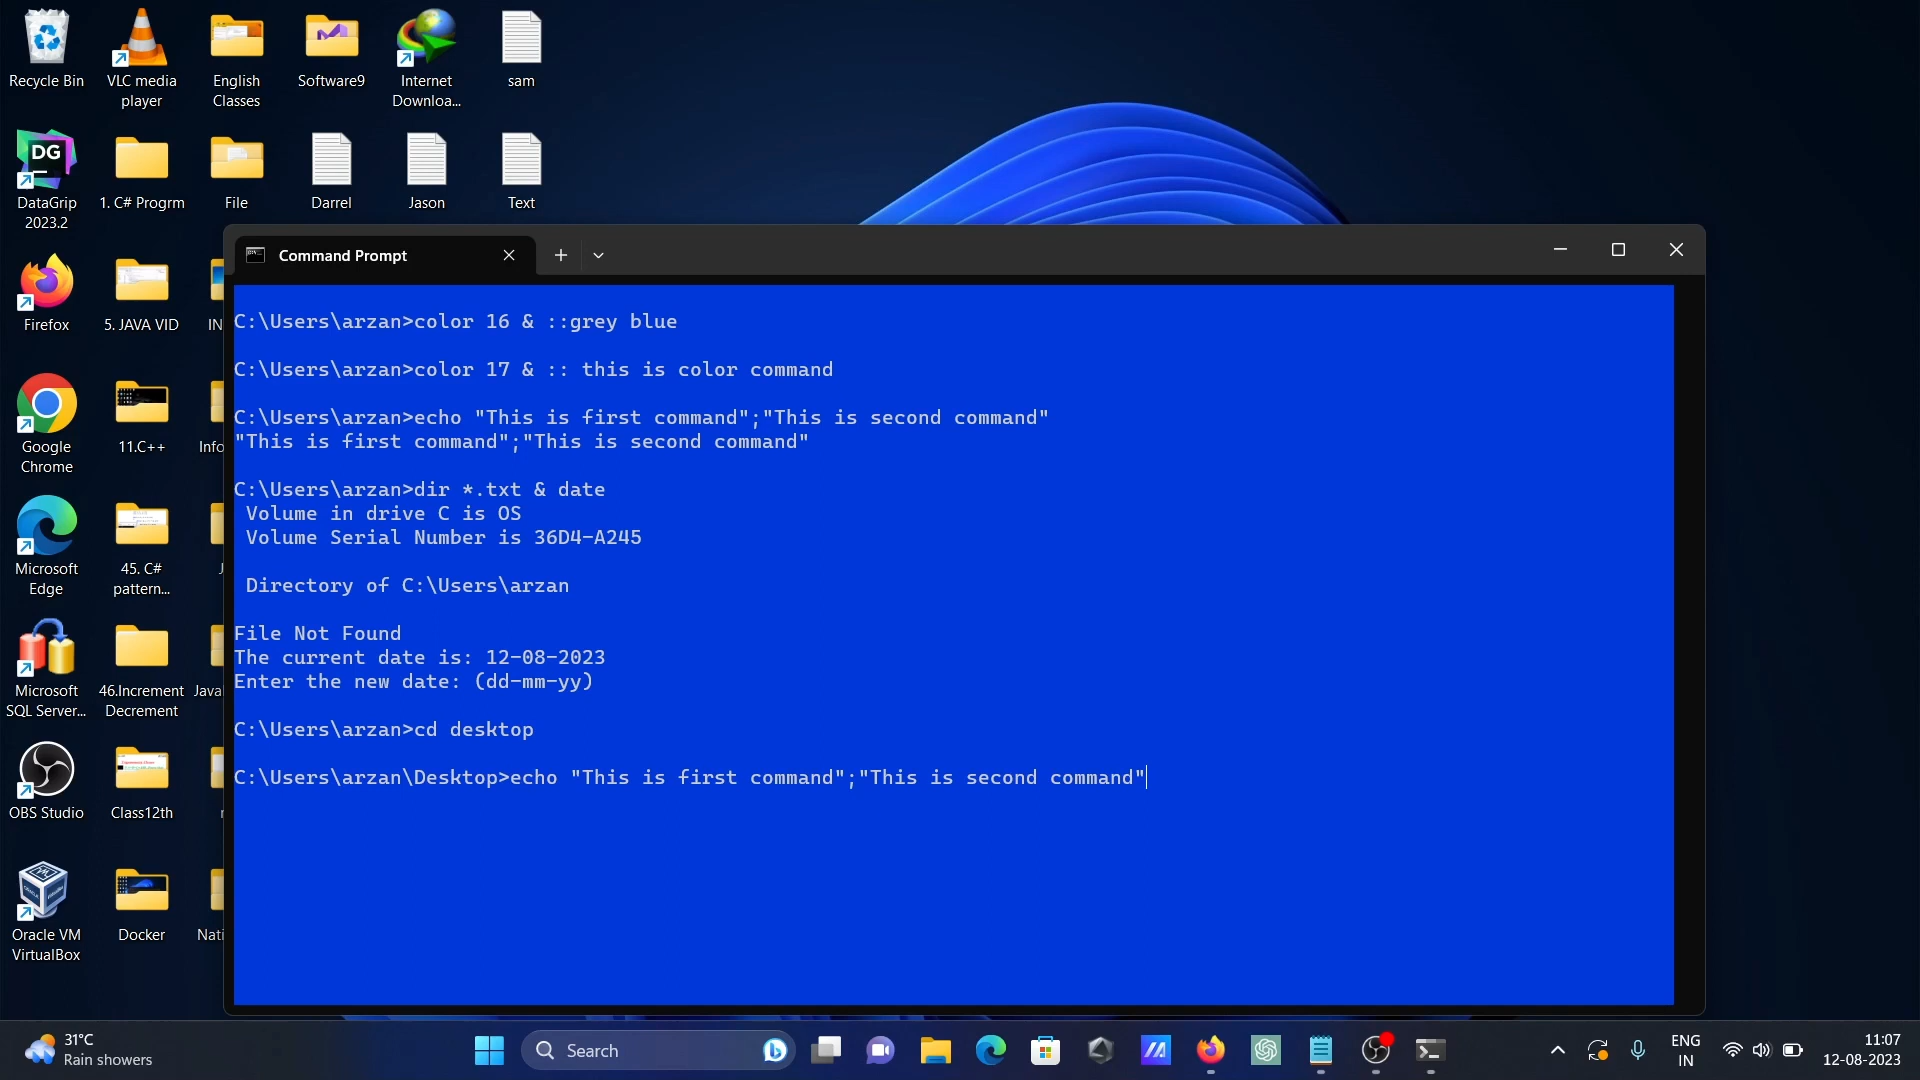 Recycle Bin
VLC media
player
English
Classes
Software9
Internet
Downloa...
sam
DG
DataGrip
2023.2
1. C# Progrm
File
Darrel
Jason
Text
Command Prompt
Firefox
5. JAVA VID
IN
Google
Chrome
11.C++
Info
Microsoft
Edge
45. C#
pattern...
J
Microsoft
SQL Server...
46.Increment
Decrement
Java
OBS Studio
Class12th
Oracle VM
VirtualBox
Docker
Nati
C:\Users\arzan>color 16 & ::grey blue
C:\Users\arzan>color 17 & :: this is color command
C:\Users\arzan>echo "This is first command";"This is second command"
"This is first command";"This is second command"
C:\Users\arzan>dir *.txt & date
Volume in drive C is OS
Volume Serial Number is 36D4-A245
Directory of C:\Users\arzan
File Not Found
The current date is: 12-08-2023
Enter the new date: (dd-mm-yy)
C:\Users\arzan>cd desktop
C:\Users\arzan\Desktop>echo "This is first command";"This is second command"
31°C
Rain showers
Search
ENG
IN
11:07
12-08-2023